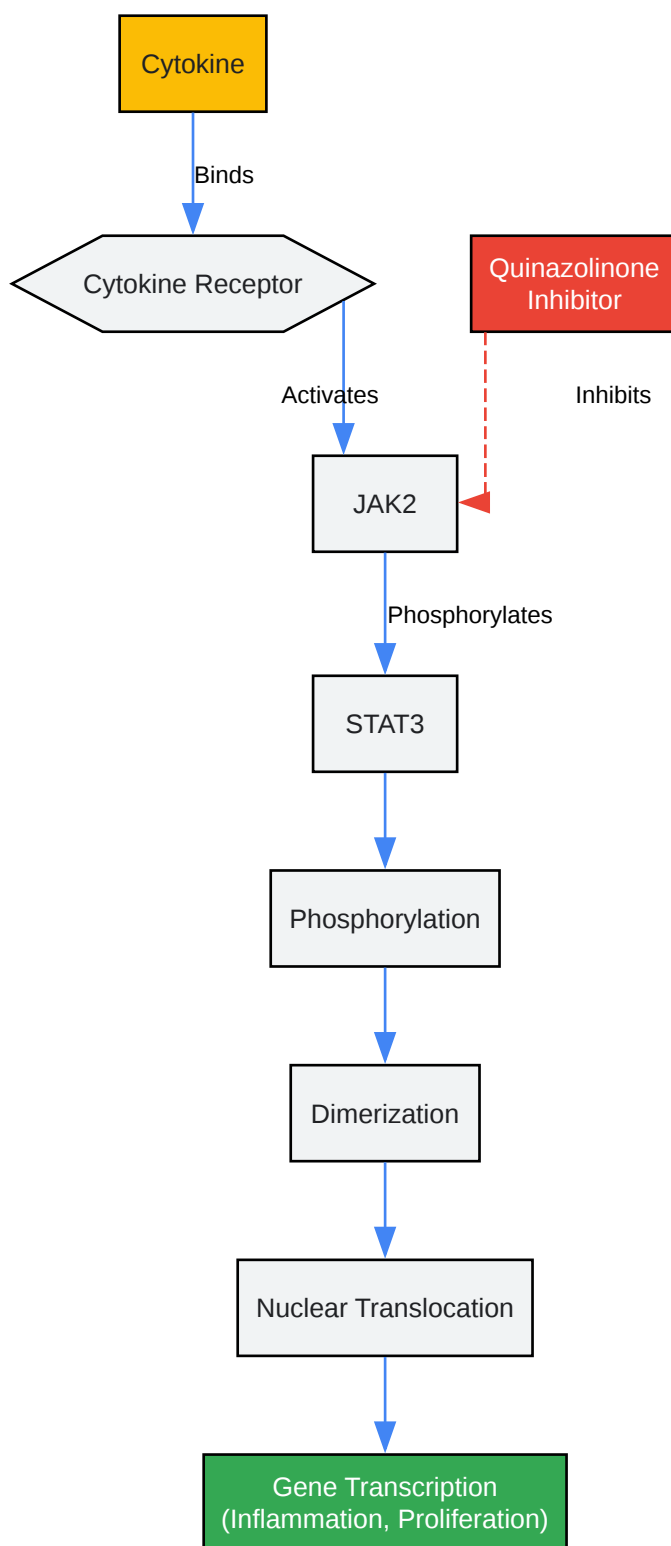 Cytokine
Binds
Cytokine Receptor
Quinazolinone
Inhibitor
Activates
Inhibits
JAK2
Phosphorylates
STAT3
Phosphorylation
Dimerization
Nuclear Translocation
Gene Transcription
(Inflammation, Proliferation)